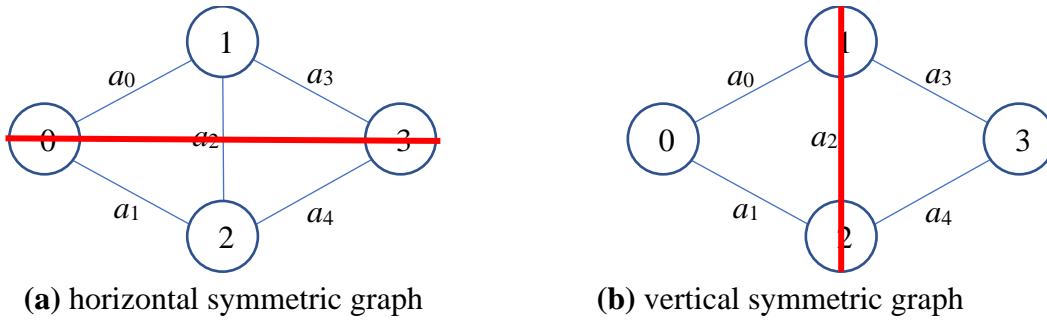 1
a0
a3
0
a2
3
a1
a4
2
(a) horizontal symmetric graph
1
a0
a3
0
a2
3
a1
a4
2
(b) vertical symmetric graph